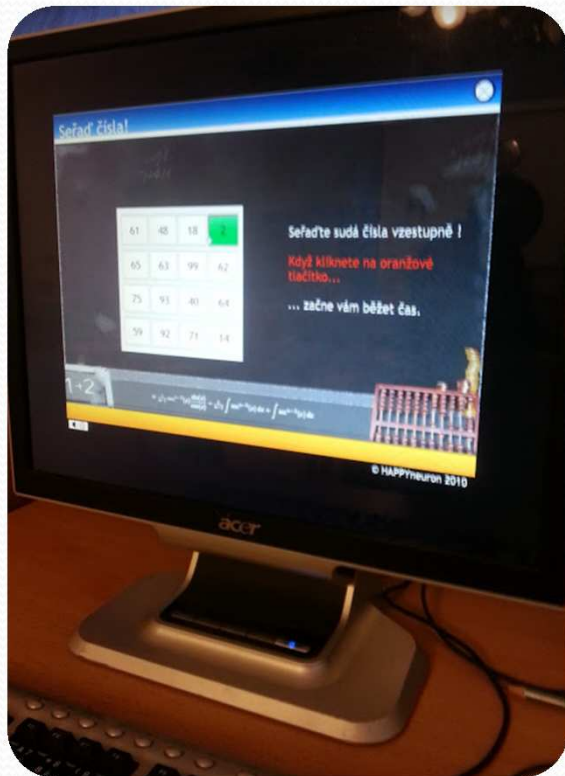 Seřaď čísla!
61 48 18 2
65 63 99 62
75 93 40 64
59 92 71 14
Seřaďte sudá čísla vzestupně !
Když kliknete na oranžové
tlačítko...
... začne vám běžet čas.
1+2
© HAPPYneuron 2010
acer